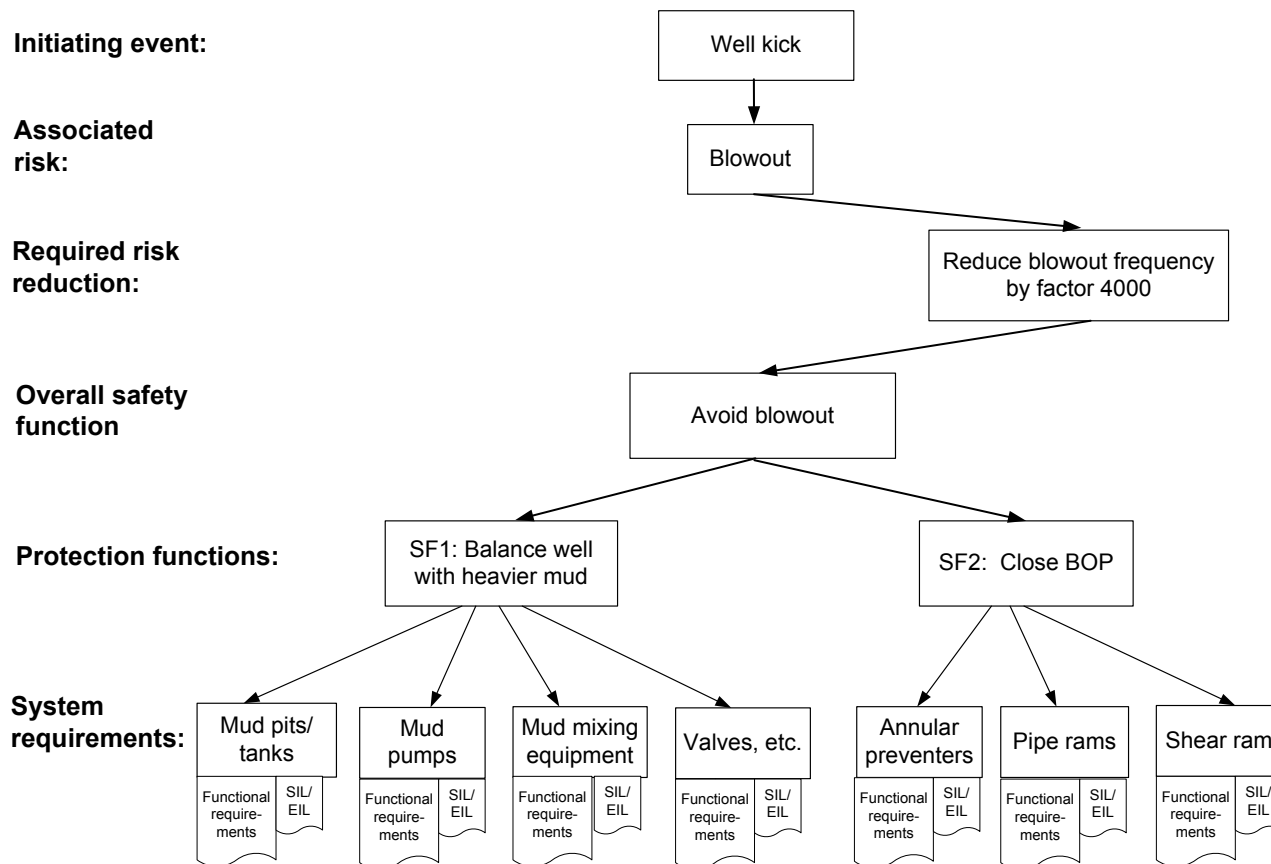 Initiating event:
Well kick
Associated
risk:
Blowout
Required risk
reduction:
Reduce blowout frequency
by factor 4000
Overall safety
function
Avoid blowout
Protection functions:
SF1: Balance well
with heavier mud
SF2:  Close BOP
System
requirements:
Mud pits/
tanks
Mud
pumps
Mud mixing
equipment
Valves, etc.
Annular
preventers
Pipe rams
Shear ram
Functional
require-
ments
SIL/
EIL
Functional
require-
ments
SIL/
EIL
Functional
require-
ments
SIL/
EIL
Functional
require-
ments
SIL/
EIL
Functional
require-
ments
SIL/
EIL
Functional
require-
ments
SIL/
EIL
Functional
require-
ments
SIL/
EIL